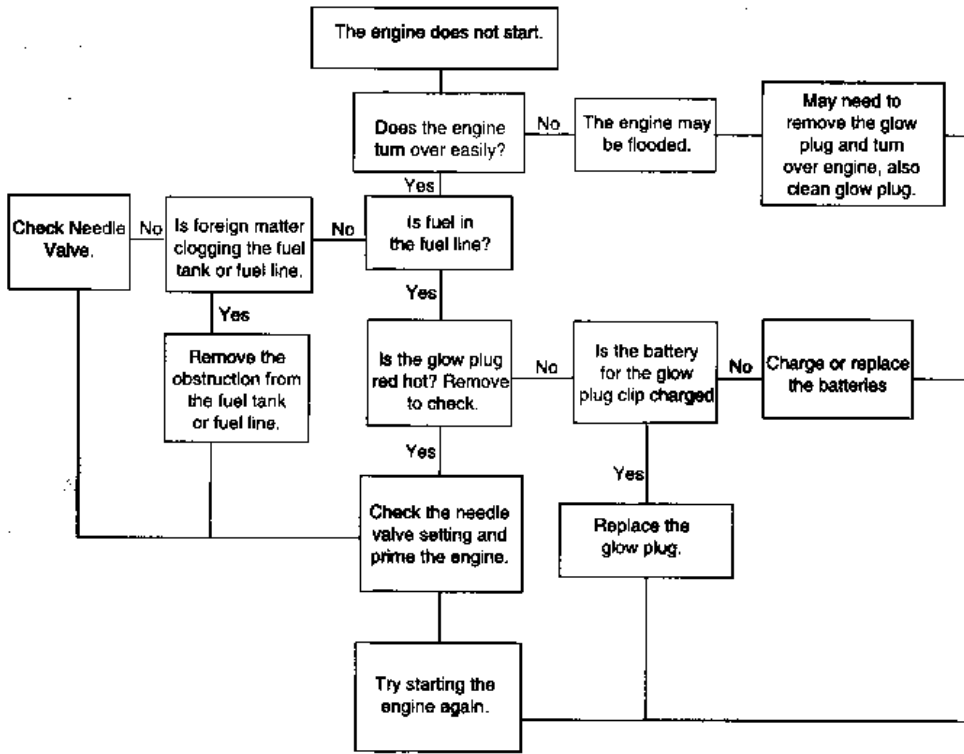 The engine does not start.
Does the engine
turn over easily?
No
The engine may
be flooded.
May need to
remove the glow
plug and turn
over engine, also
clean glow plug.
Yes
Check Needle
Valve.
No
Is foreign matter
clogging the fuel
tank or fuel line.
No
Is fuel in
the fuel line?
Yes
Yes
Remove the
obstruction from
the fuel tank
or fuel line.
Is the glow plug
red hot? Remove
to check.
No
Is the battery
for the glow
plug clip charged
No
Charge or replace
the batteries
Yes
Yes
Check the needle
valve setting and
prime the engine.
Replace the
glow plug.
Try starting the
engine again.